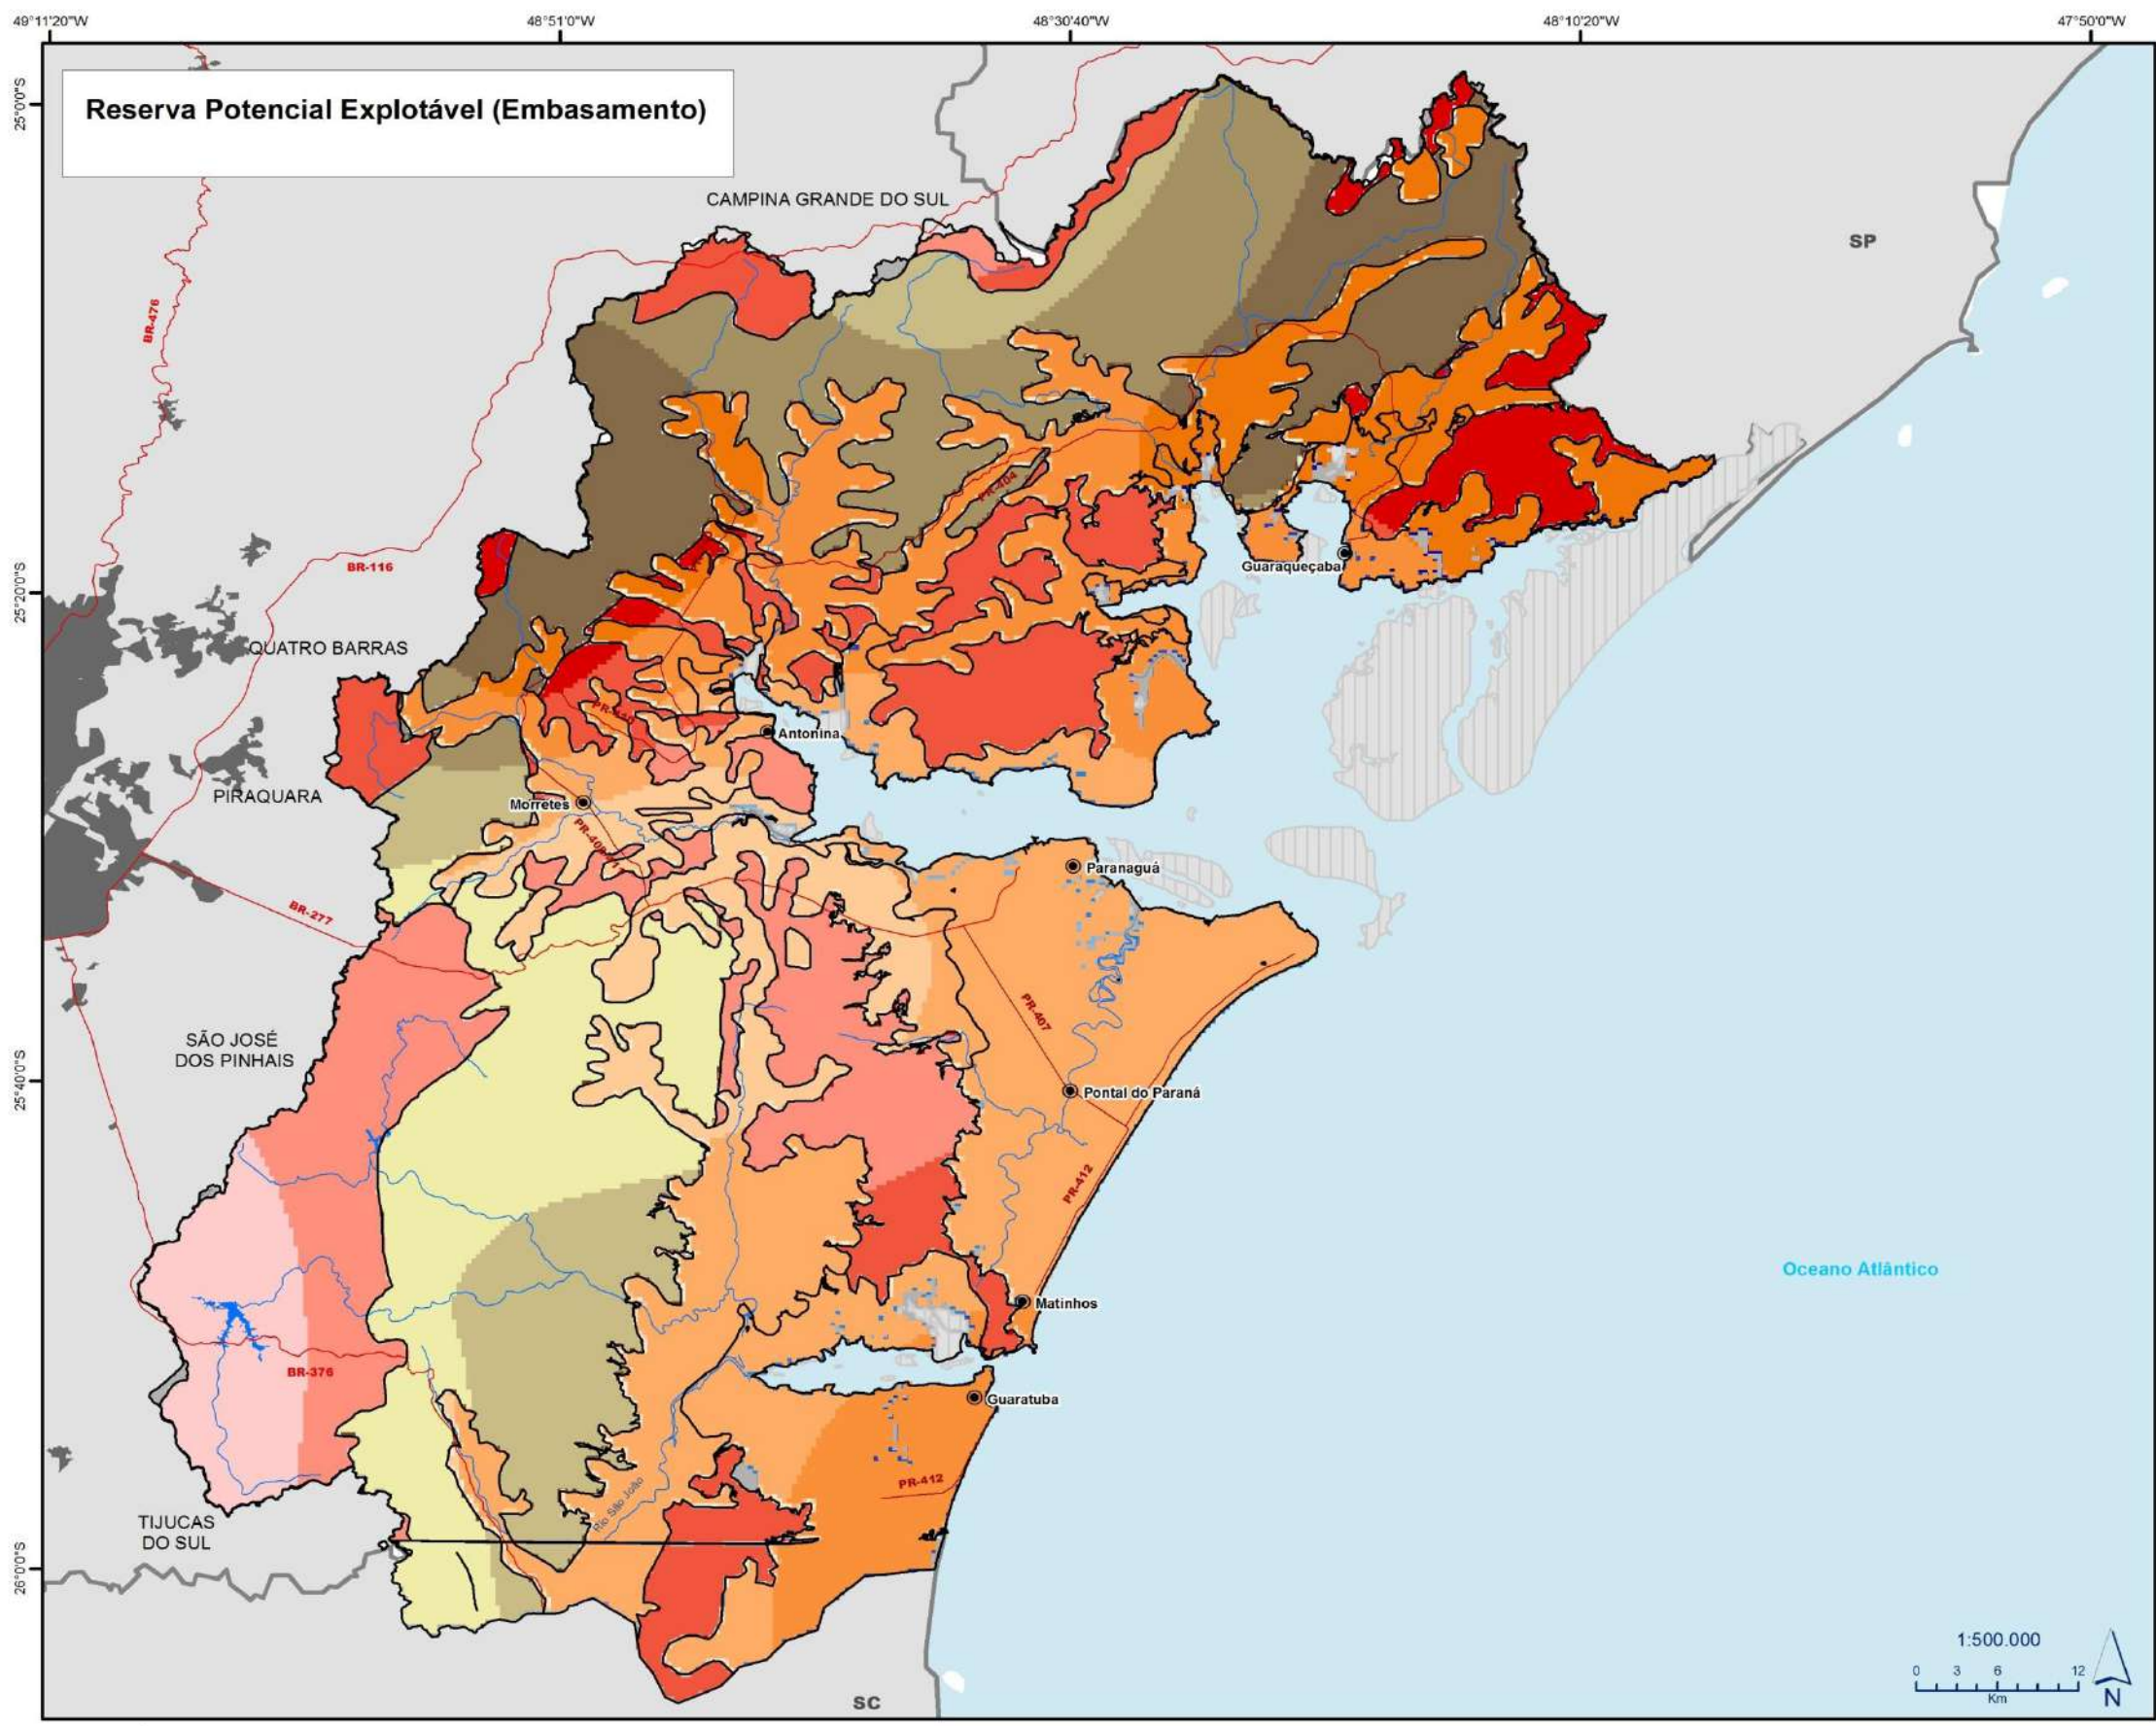 49°11'20"W
48°51'0"W
48°30'40"W
48°10'20"W
47°50'0"W
25°0'0"S
Reserva Potencial Explotável (Embasamento)
CAMPINA GRANDE DO SUL
SP
BR-476
PR-404
BR-116
Guaraqueçaba
25°20'0"S
QUATRO BARRAS
Antonina
PIRAQUARA
Morretes
PR-408
Paranaguá
BR-277
PR-407
SÃO JOSÉ
DOS PINHAIS
25°40'0"S
Pontal do Paraná
PR-412
Oceano Atlântico
Matinhos
BR-376
Guaratuba
PR-412
Rio São João
TIJUCAS
DO SUL
26°0'0"S
1:500.000
0 3 6 12
Km
N
SC